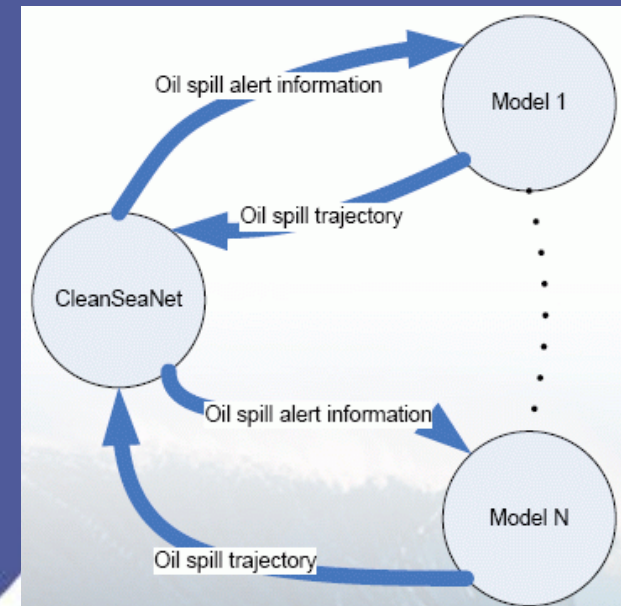 Oil spill alert information
Model 1
Oil spill trajectory
CleanSeaNet
Oil spill alert information
Model N
Oil spill trajectory